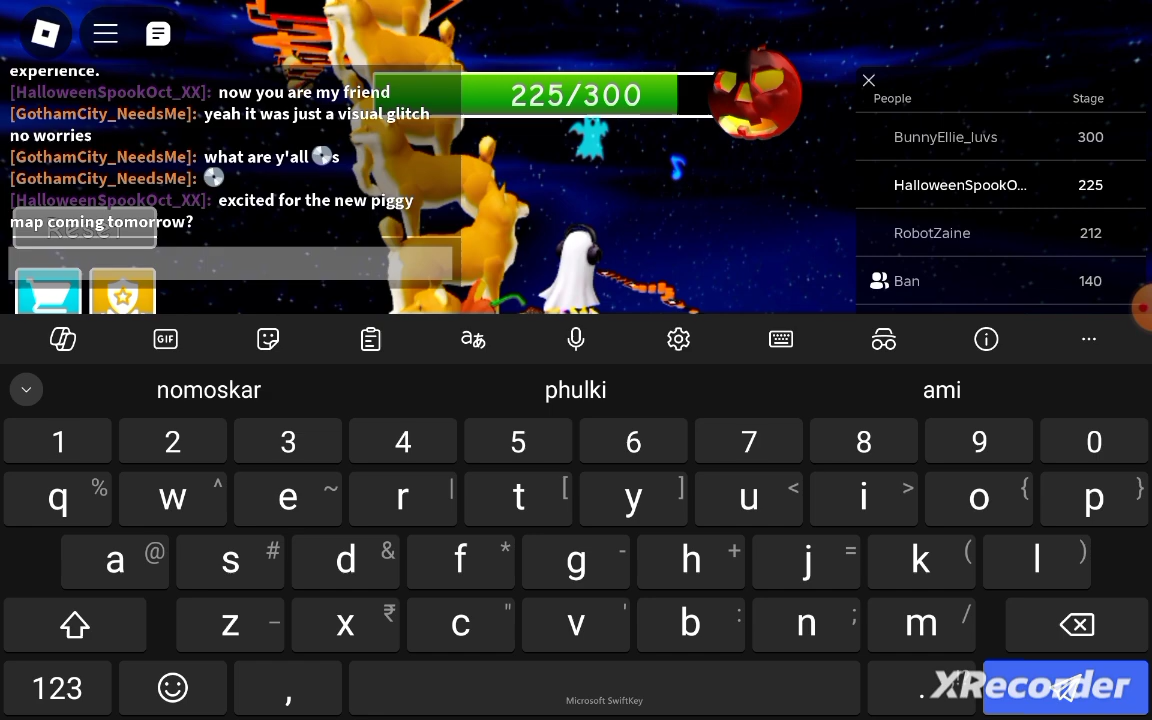 experience.
[HalloweenSpookOct_XX]: now you are my friend
[GothamCity_NeedsMe]: yeah it was just a visual glitch
no worries
[GothamCity_NeedsMe]: what are y'all 💿s
[GothamCity_NeedsMe]: 💿
[HalloweenSpookOct_XX]: excited for the new piggy
map coming tomorrow?
Reset
225/300
People Stage
BunnyEllie_luvs 300
HalloweenSpookO... 225
RobotZaine 212
Ban 140
GIF
nomoskar phulki ami
1 2 3 4 5 6 7 8 9 0
q % w ^ e ~ r | t [ y ] u < i > o { p }
a @ s # d & f * g - h + j = k ( l )
z _ x ₹ c " v ' b : n ; m /
123 , Microsoft SwiftKey .
XRecorder